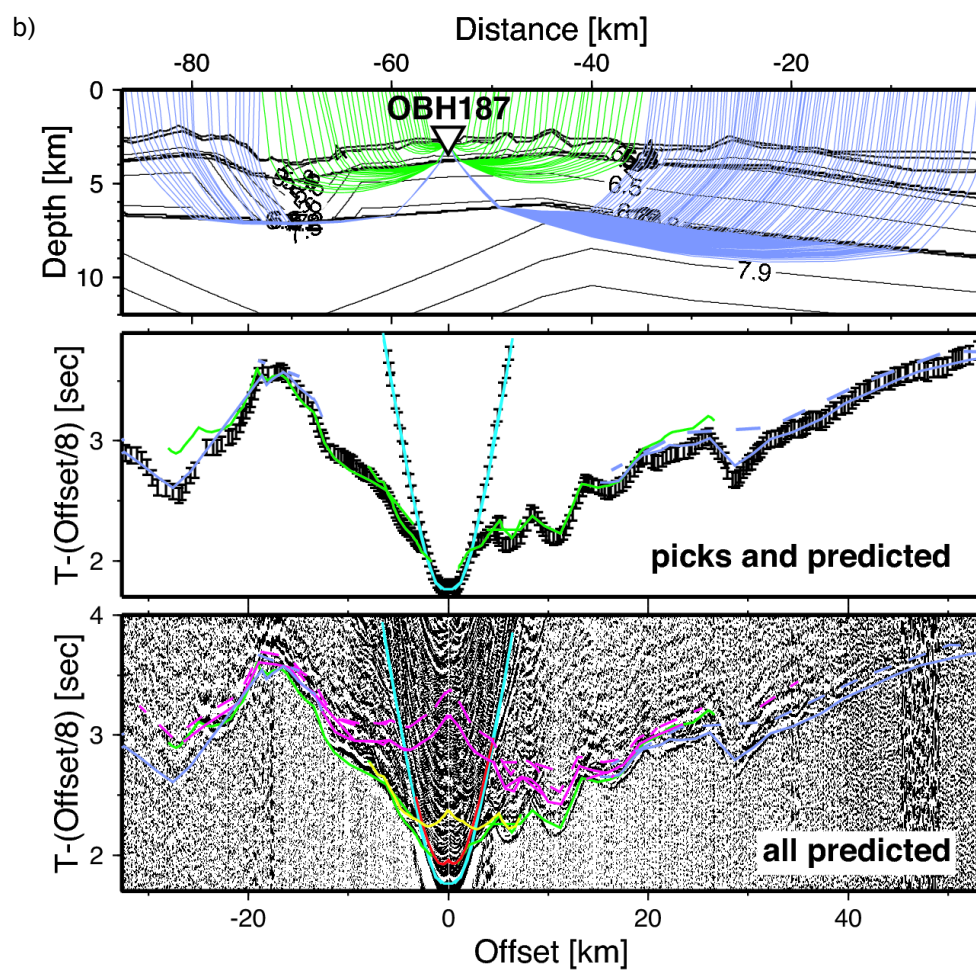 b)
Distance [km]
-80 -60 -40 -20
OBH187
Depth [km]
0
5
10
6.5
7.9
7.9
T-(Offset/8) [sec]
3
2
picks and predicted
T-(Offset/8) [sec]
4
3
2
all predicted
-20 0 20 40
Offset [km]